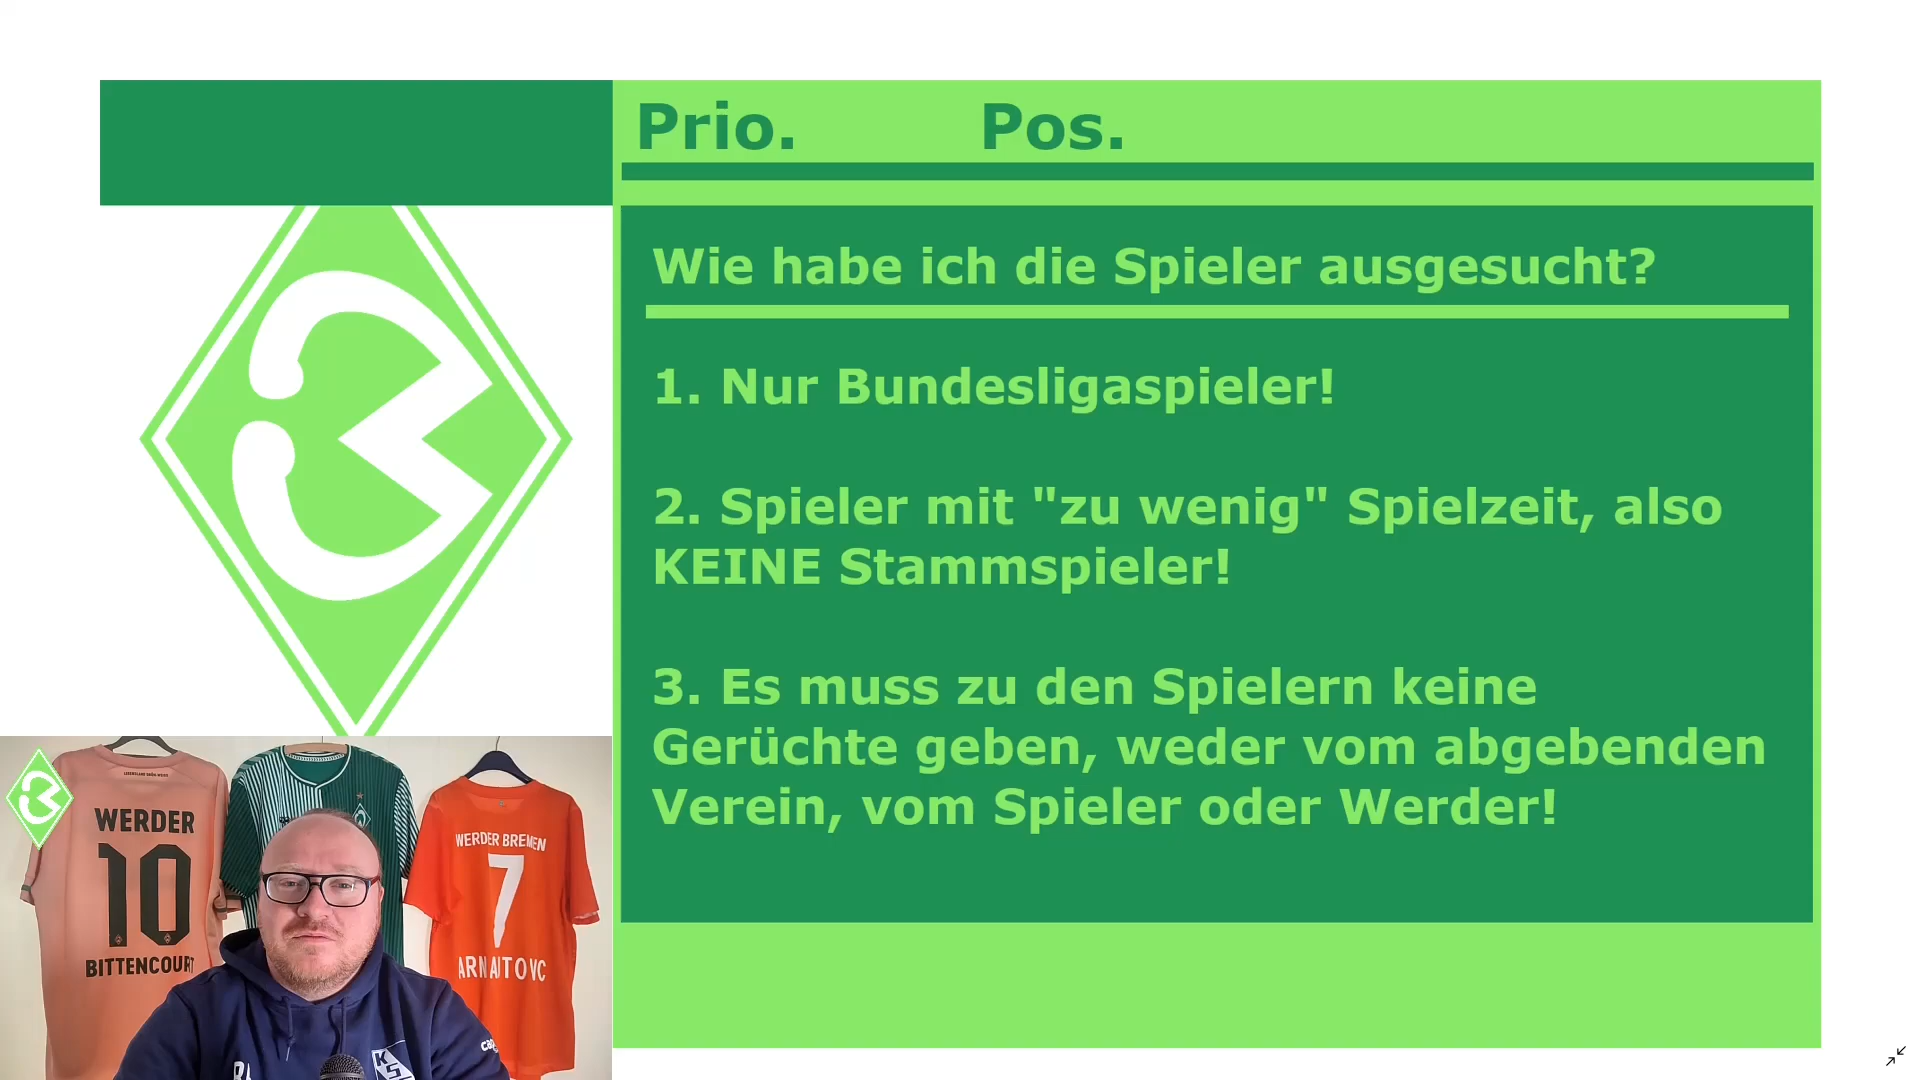 Prio. Pos.
Wie habe ich die Spieler ausgesucht?
1. Nur Bundesligaspieler!
2. Spieler mit "zu wenig" Spielzeit, also
KEINE Stammspieler!
3. Es muss zu den Spielern keine
Gerüchte geben, weder vom abgebenden
Verein, vom Spieler oder Werder!
WERDER
10
BITTENCOURT
WERDER BREMEN
7
ARNAUTOVIC